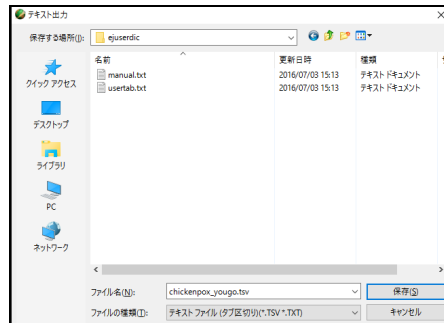 テキスト出力
保存する場所(I): ejuserdic
名前 更新日時 種類
manual.txt 2016/07/03 15:13 テキスト ドキュメント
usertab.txt 2016/07/03 15:13 テキスト ドキュメント
クイック アクセス
デスクトップ
ライブラリ
PC
ネットワーク
ファイル名(N): chickenpox_yougo.tsv 保存(S)
ファイルの種類(T): テキスト ファイル (タブ区切り)(*.TSV *.TXT) キャンセル